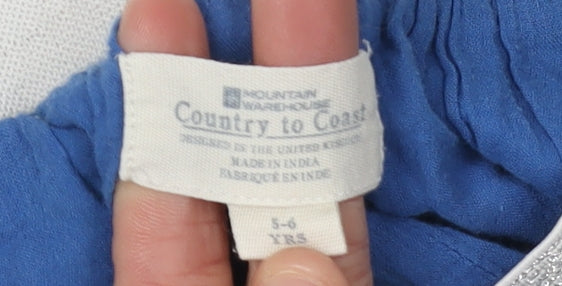 MOUNTAIN
WAREHOUSE
Country to Coast
DESIGNED IN THE UNITED KINGDOM
MADE IN INDIA
FABRIQUÉ EN INDE
5-6
YRS